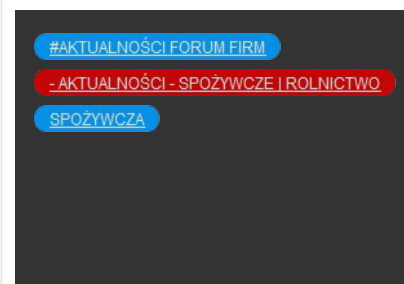 #AKTUALNOŚCI FORUM FIRM
- AKTUALNOŚCI - SPOŻYWCZE | ROLNICTWO
SPOŻYWCZA